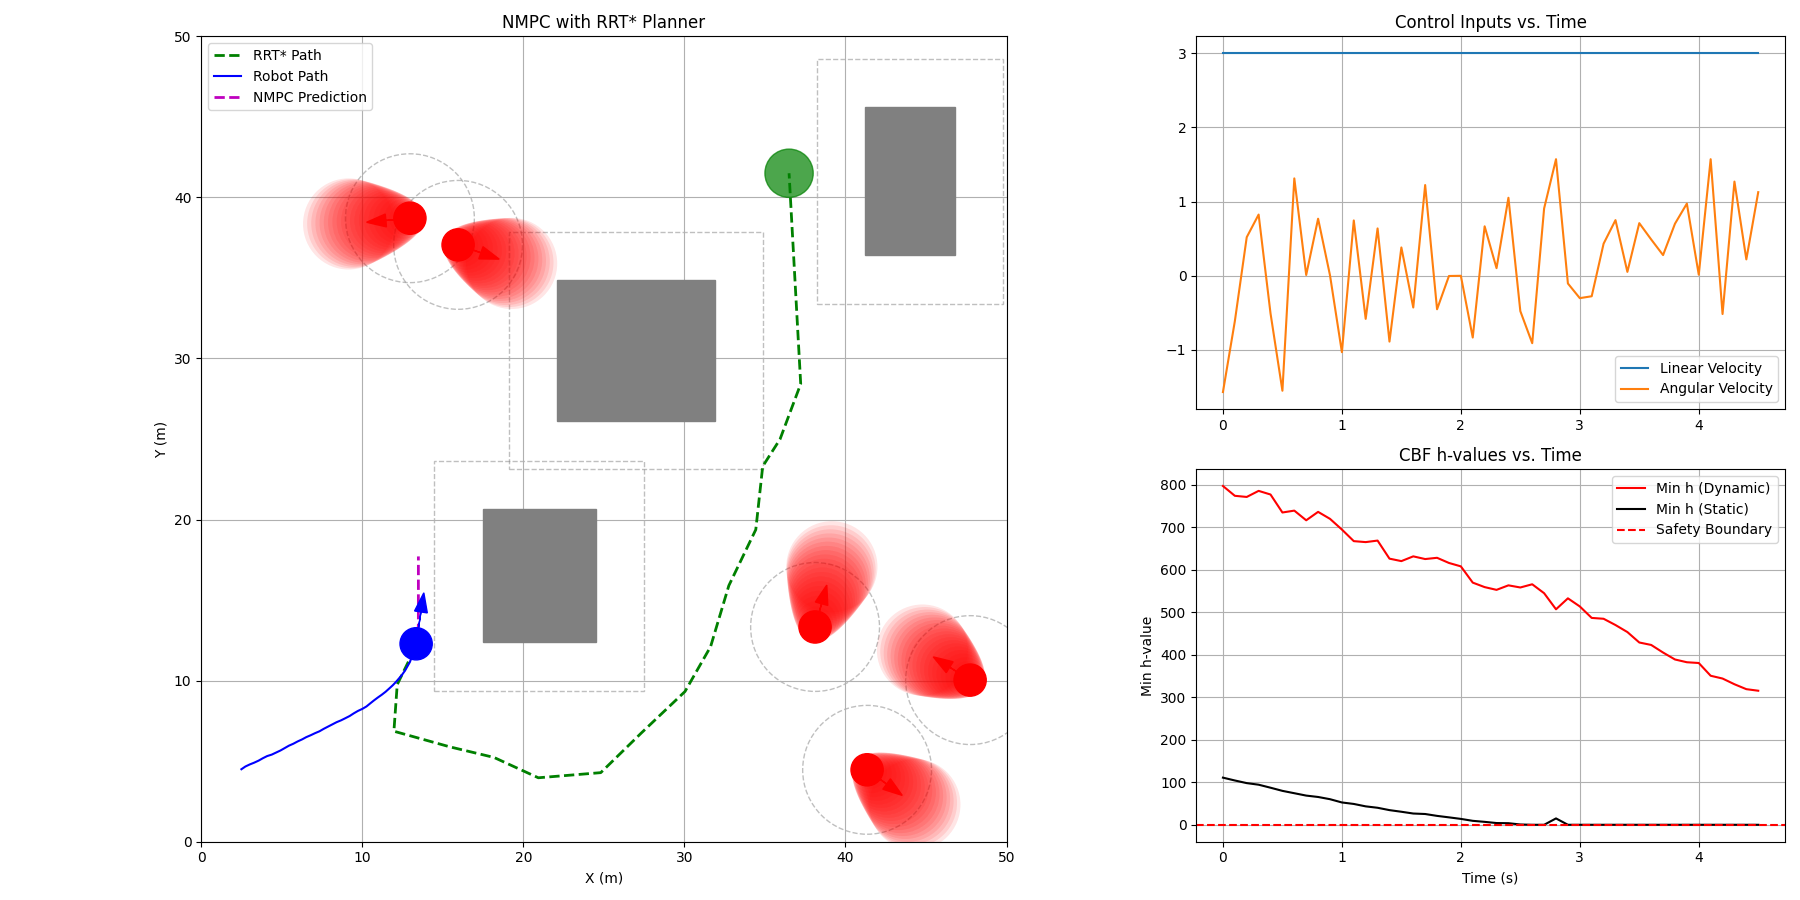 NMPC with RRT* Planner
RRT* Path
Robot Path
NMPC Prediction
50
40
30
20
10
0
Y (m)
0 10 20 30 40 50
X (m)
Control Inputs vs. Time
3
2
1
0
−1
Linear Velocity
Angular Velocity
0 1 2 3 4
CBF h-values vs. Time
800
700
600
500
400
300
200
100
0
Min h-value
Min h (Dynamic)
Min h (Static)
Safety Boundary
0 1 2 3 4
Time (s)